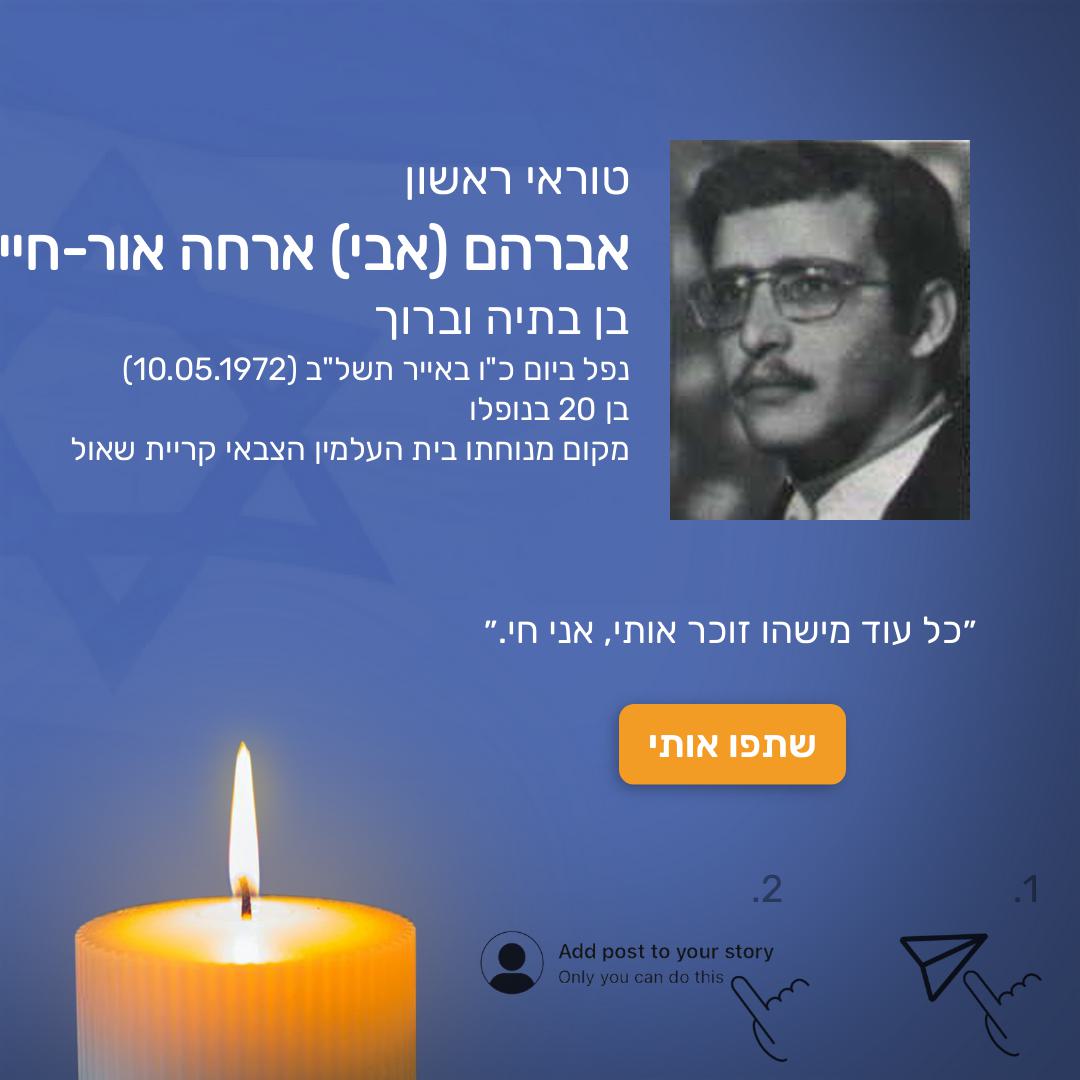 טוראי ראשון
אברהם (אבי) ארחה אור-חיי
בן בתיה וברוך
נפל ביום כ"ו באייר תשל"ב (10.05.1972)
בן 20 בנופלו
מקום מנוחתו בית העלמין הצבאי קריית שאול
״כל עוד מישהו זוכר אותי, אני חי.״
שתפו אותי
1.
2.
Add post to your story
Only you can do this